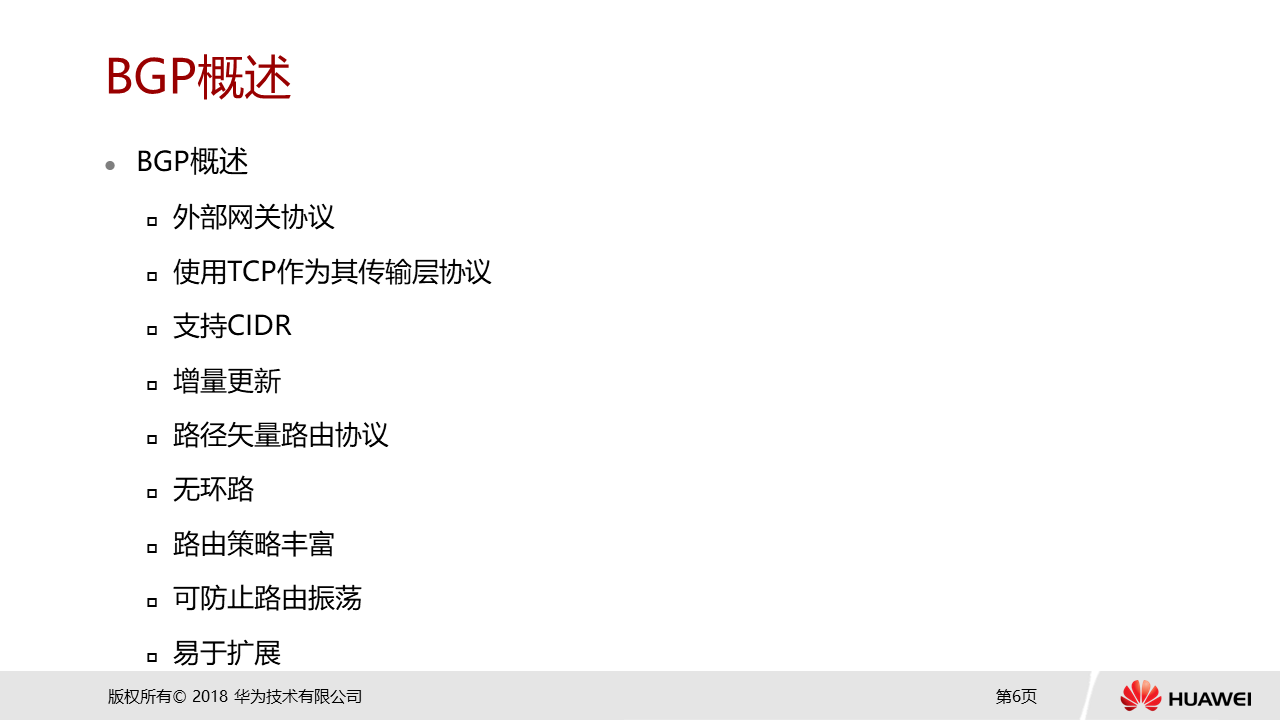 BGP概述
BGP概述
外部网关协议
使用TCP作为其传输层协议
支持CIDR
增量更新
路径矢量路由协议
无环路
路由策略丰富
可防止路由振荡
易于扩展
版权所有© 2018 华为技术有限公司
第6页
HUAWEI